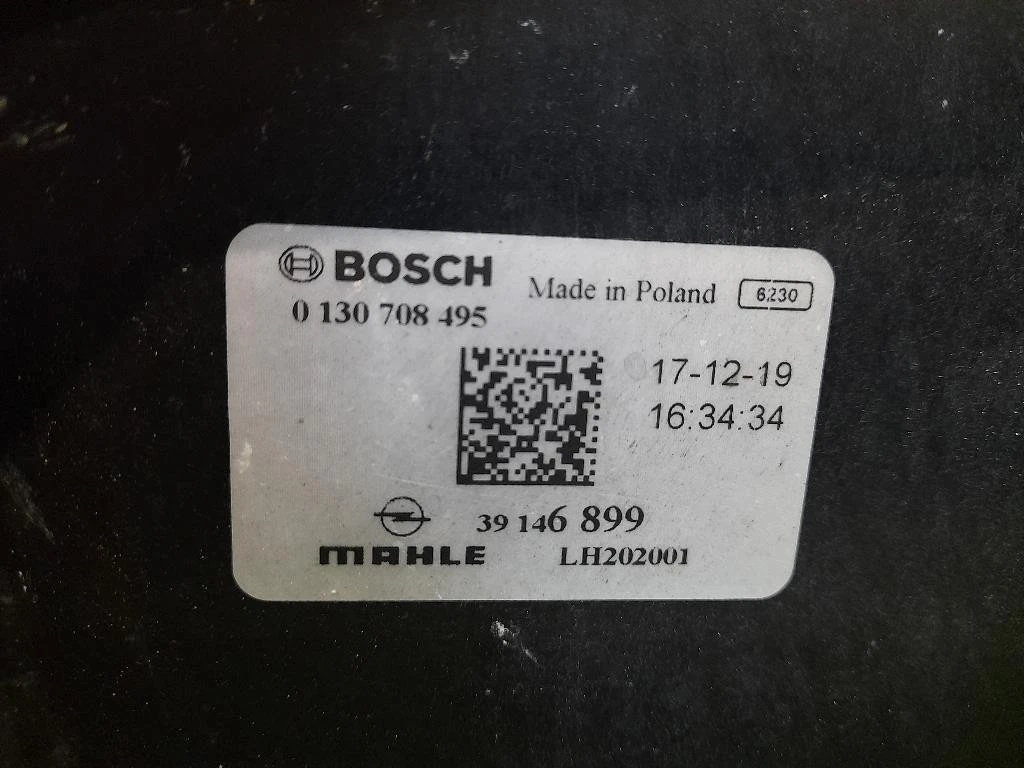 BOSCH
Made in Poland
6230
0 130 708 495
17-12-19
16:34:34
39 146 899
MAHLE
LH202001